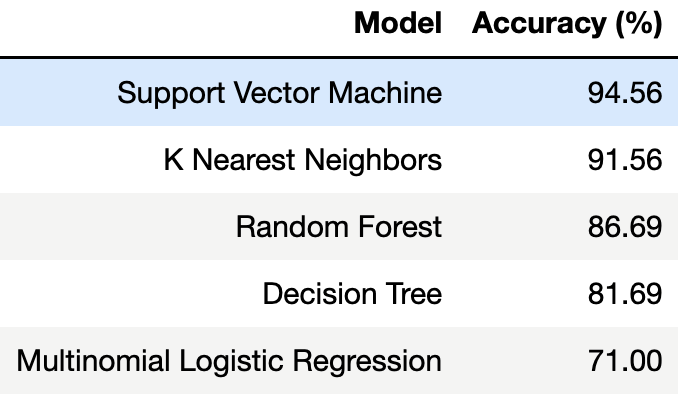 Model Accuracy (%)
Support Vector Machine 94.56
K Nearest Neighbors 91.56
Random Forest 86.69
Decision Tree 81.69
Multinomial Logistic Regression 71.00